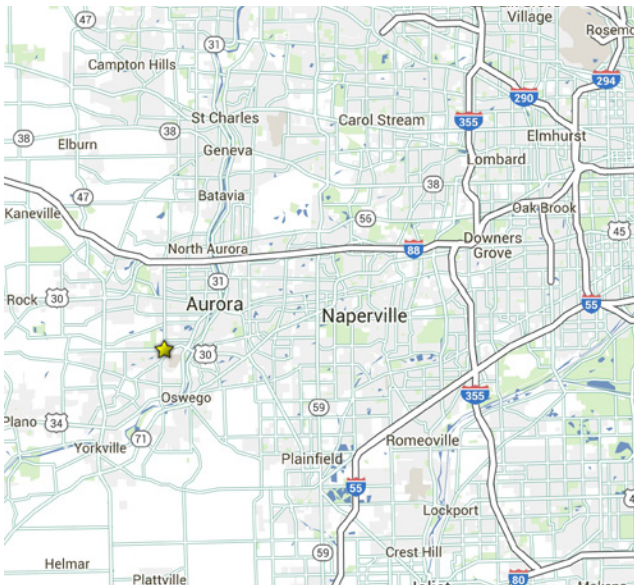 Village
47
31
Rosemo
Campton Hills
294
290
St Charles
Carol Stream
355
38
38
Elmhurst
Elburn
Geneva
Lombard
47
Batavia
38
Kaneville
56
Oak Brook
45
North Aurora
88
Downers
Grove
31
Rock
30
Aurora
55
Naperville
30
Oswego
355
Plano
34
59
71
Romeoville
Yorkville
Plainfield
55
Lockport
59
Crest Hill
Helmar
Plattville
80